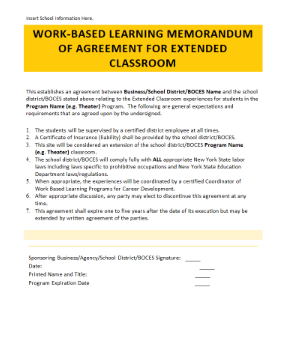 Insert School Information Here.
WORK-BASED LEARNING MEMORANDUM
OF AGREEMENT FOR EXTENDED
CLASSROOM
This establishes an agreement between Business/School District/BOCES Name and the school
district/BOCES stated above relating to the Extended Classroom experiences for students in the
Program Name (e.g. Theater) Program. The following are general expectations and
requirements that are agreed upon by the undersigned.
1. The students will be supervised by a certified district employee at all times.
2. A Certificate of Insurance (liability) shall be provided by the school district/BOCES.
3. This site will be considered an extension of the school district/BOCES Program Name
(e.g. Theater) classroom.
4. The school district/BOCES will comply fully with ALL appropriate New York State labor
laws including laws specific to prohibitive occupations and New York State Education
Department laws/regulations.
5. When appropriate, the experiences will be coordinated by a certified Coordinator of
Work Based Learning Programs for Career Development.
6. After appropriate discussion, any party may elect to discontinue this agreement at any
time.
7. This agreement shall expire one to five years after the date of its execution but may be
extended by written agreement of the parties.
Sponsoring Business/Agency/School District/BOCES Signature: _____
Date: _____
Printed Name and Title: _____
Program Expiration Date _____